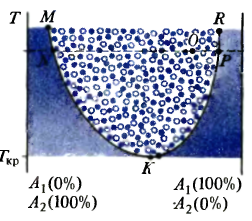 T M R
O
N P
Tкр
K
A₁(0%) A₁(100%)
A₂(100%) A₂(0%)